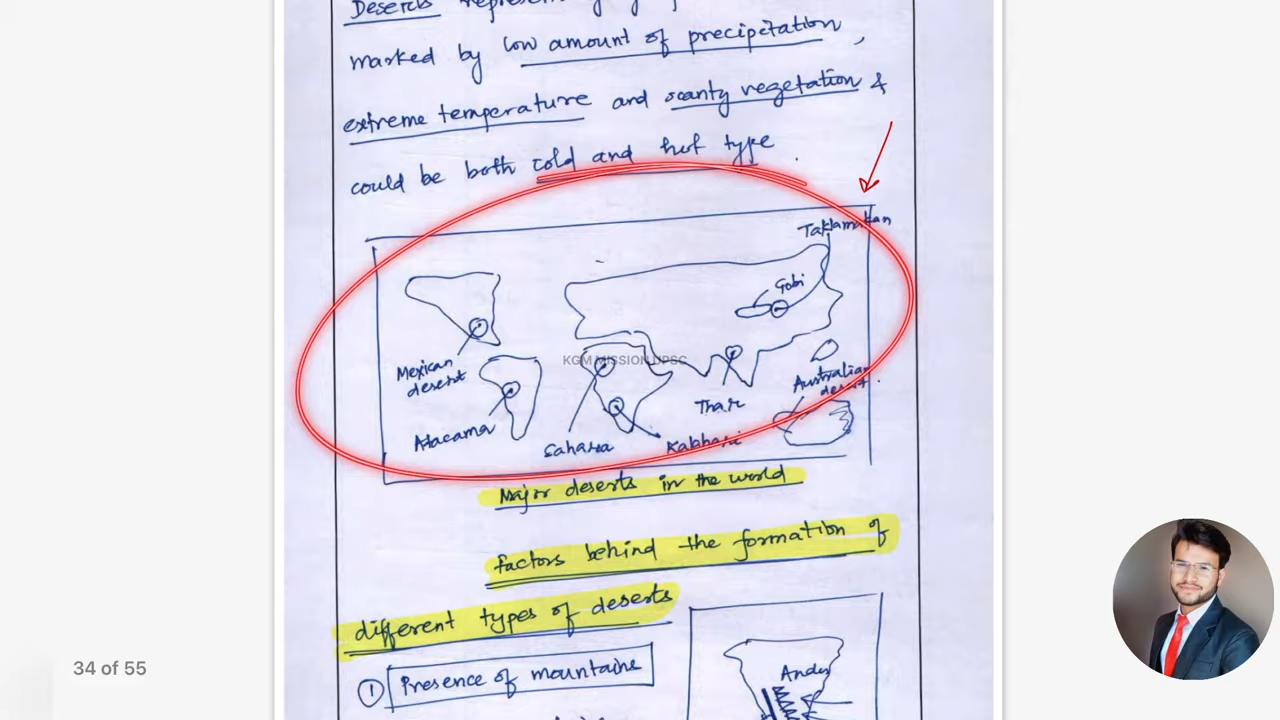 Deserts
marked by low amount of precipitation,
extreme temperature and scanty vegetation &
could be both cold and hot type.
Taklamakan
Gobi
Mexican
desert
KGM MISSION UPSC
Australian
desert.
Thar
Atacama
Sahara
Kalahari
Major deserts in the world
factors behind the formation of
different types of deserts
34 of 55
① Presence of mountains
Andes